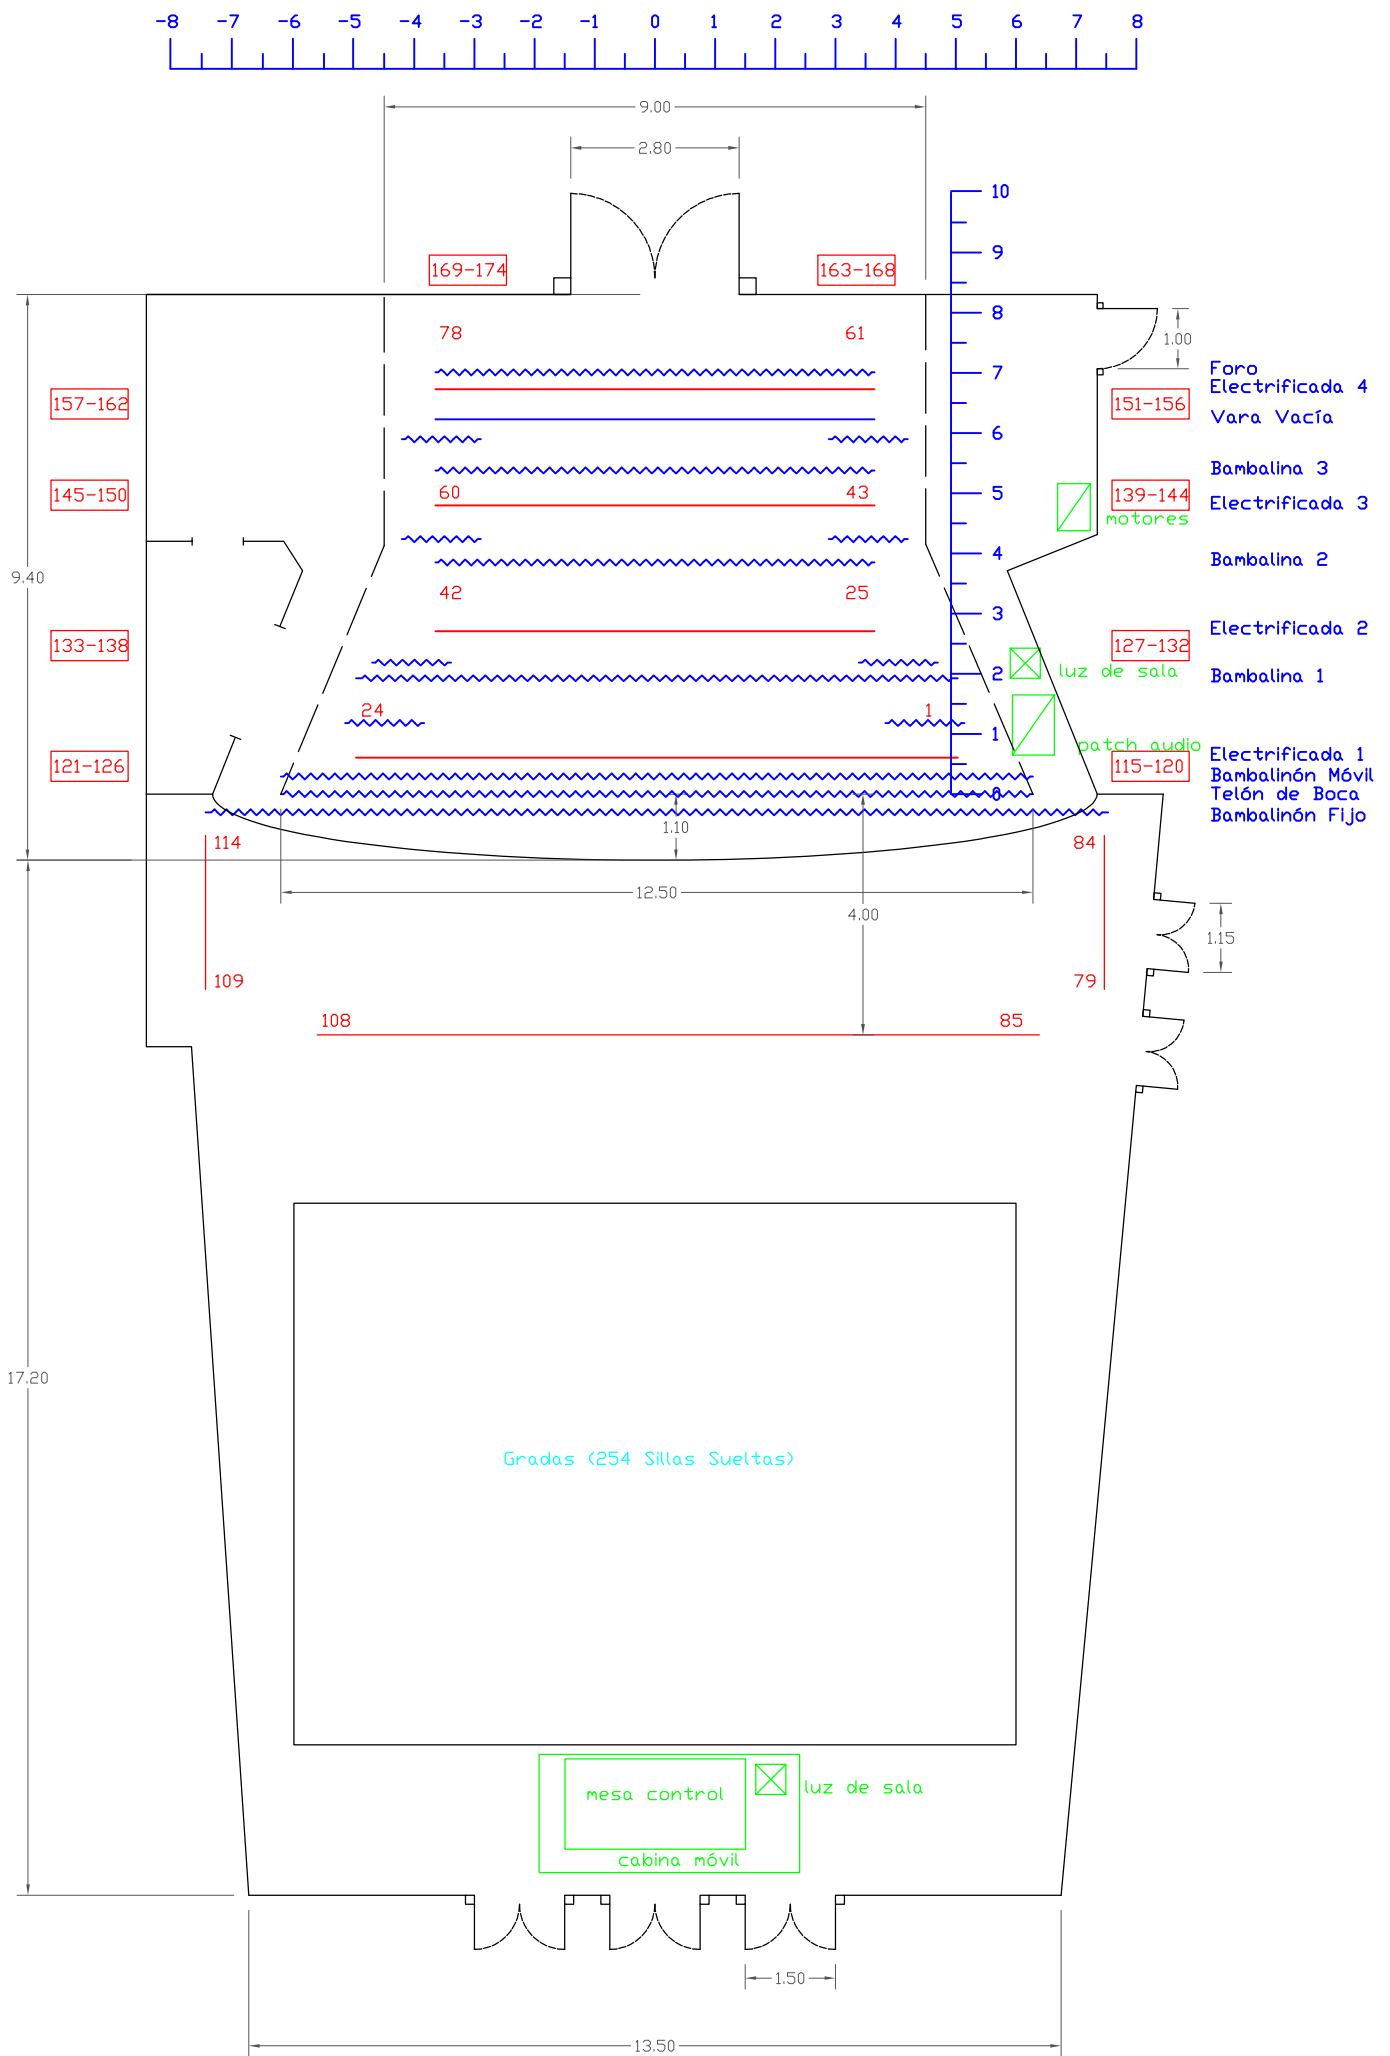 -8 -7 -6 -5 -4 -3 -2 -1 0 1 2 3 4 5 6 7 8
9.00
2.80
10
9
169-174 163-168
8
78 61
1.00
7 Foro
Electrificada 4
157-162 151-156
Vara Vacía
6
Bambalina 3
145-150 60 43 5 139-144
Electrificada 3
motores
4 Bambalina 2
9.40
42 25
3
Electrificada 2
133-138 127-132
2 luz de sala
Bambalina 1
24 1
1
patch audio
Electrificada 1
121-126 115-120
Bambalinón Móvil
0 Telón de Boca
Bambalinón Fijo
1.10
114 84
12.50
4.00
1.15
109 79
108 85
17.20
Gradas (254 Sillas Sueltas)
luz de sala
mesa control
cabina móvil
1.50
13.50